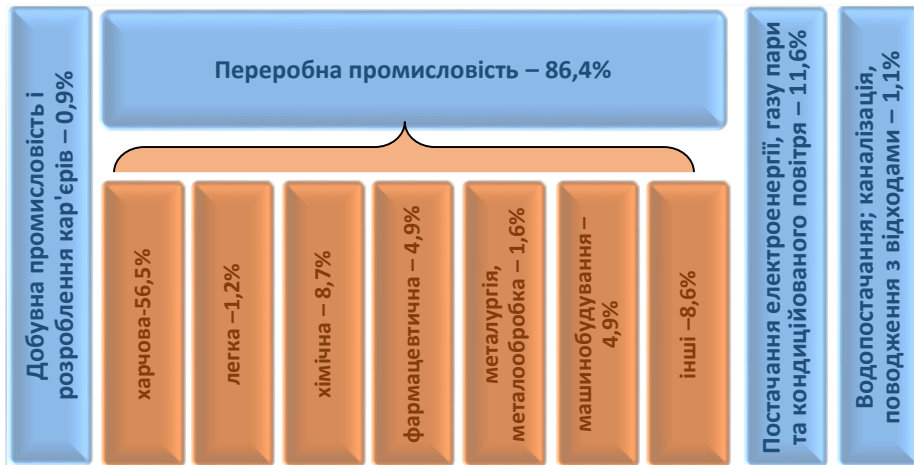 Добувна промисловість і
розроблення кар'єрів – 0,9%
Переробна промисловість – 86,4%
харчова-56,5%
легка –1,2%
хімічна – 8,7%
фармацевтична – 4,9%
металургія,
металообробка – 1,6%
машинобудування –
4,9%
інші –8,6%
Постачання електроенергії, газу пари
та кондиційованого повітря – 11,6%
Водопостачання; каналізація,
поводження з відходами – 1,1%